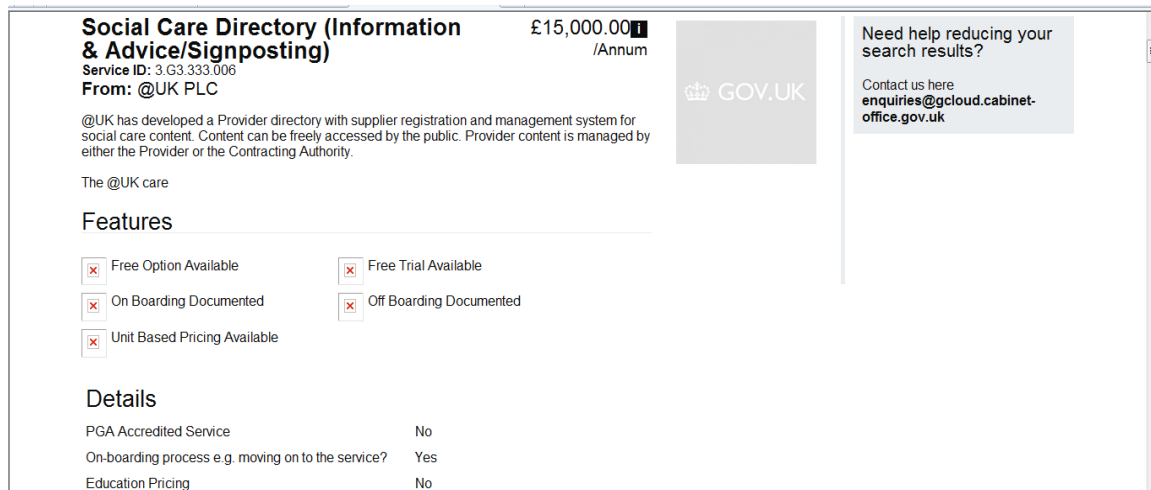 Social Care Directory (Information
& Advice/Signposting)
£15,000.00 i
/Annum
Service ID: 3.G3.333.006
From: @UK PLC
@UK has developed a Provider directory with supplier registration and management system for
social care content. Content can be freely accessed by the public. Provider content is managed by
either the Provider or the Contracting Authority.
The @UK care
GOV.UK
Need help reducing your
search results?
Contact us here
enquiries@gcloud.cabinet-
office.gov.uk
Features
Free Option Available
Free Trial Available
On Boarding Documented
Off Boarding Documented
Unit Based Pricing Available
Details
PGA Accredited Service No
On-boarding process e.g. moving on to the service? Yes
Education Pricing No